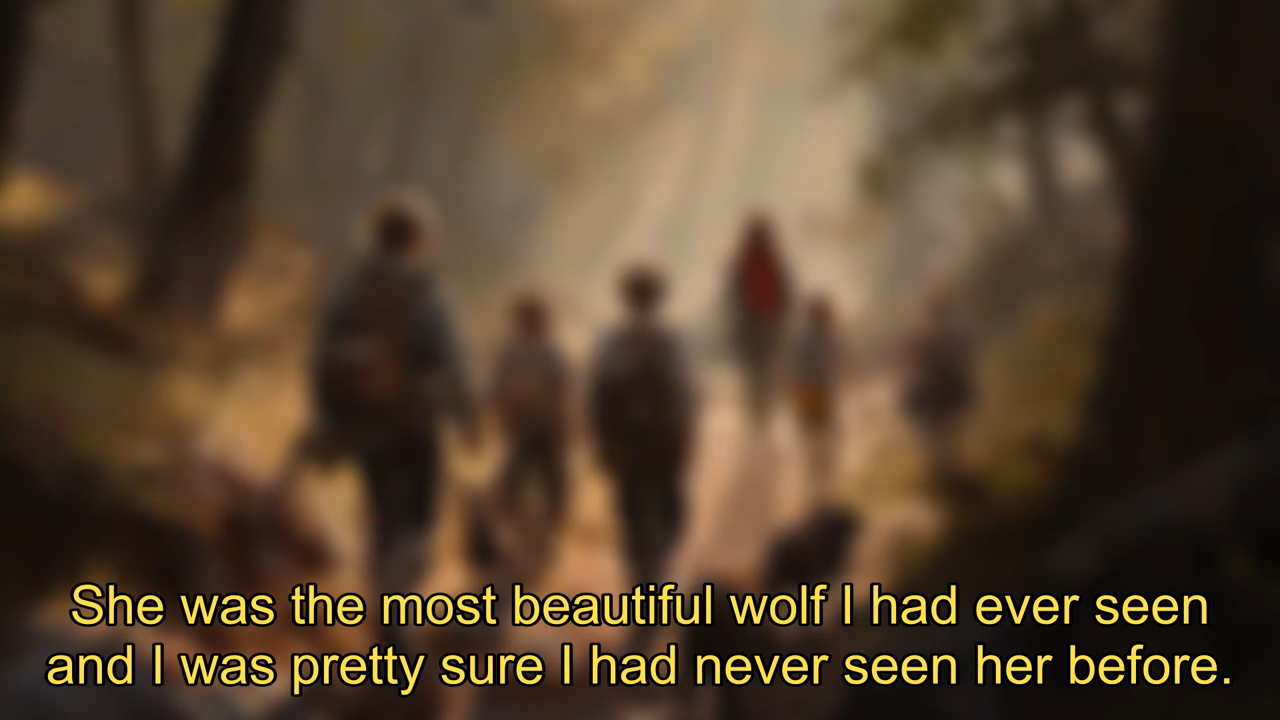 She was the most beautiful wolf I had ever seen
and I was pretty sure I had never seen her before.